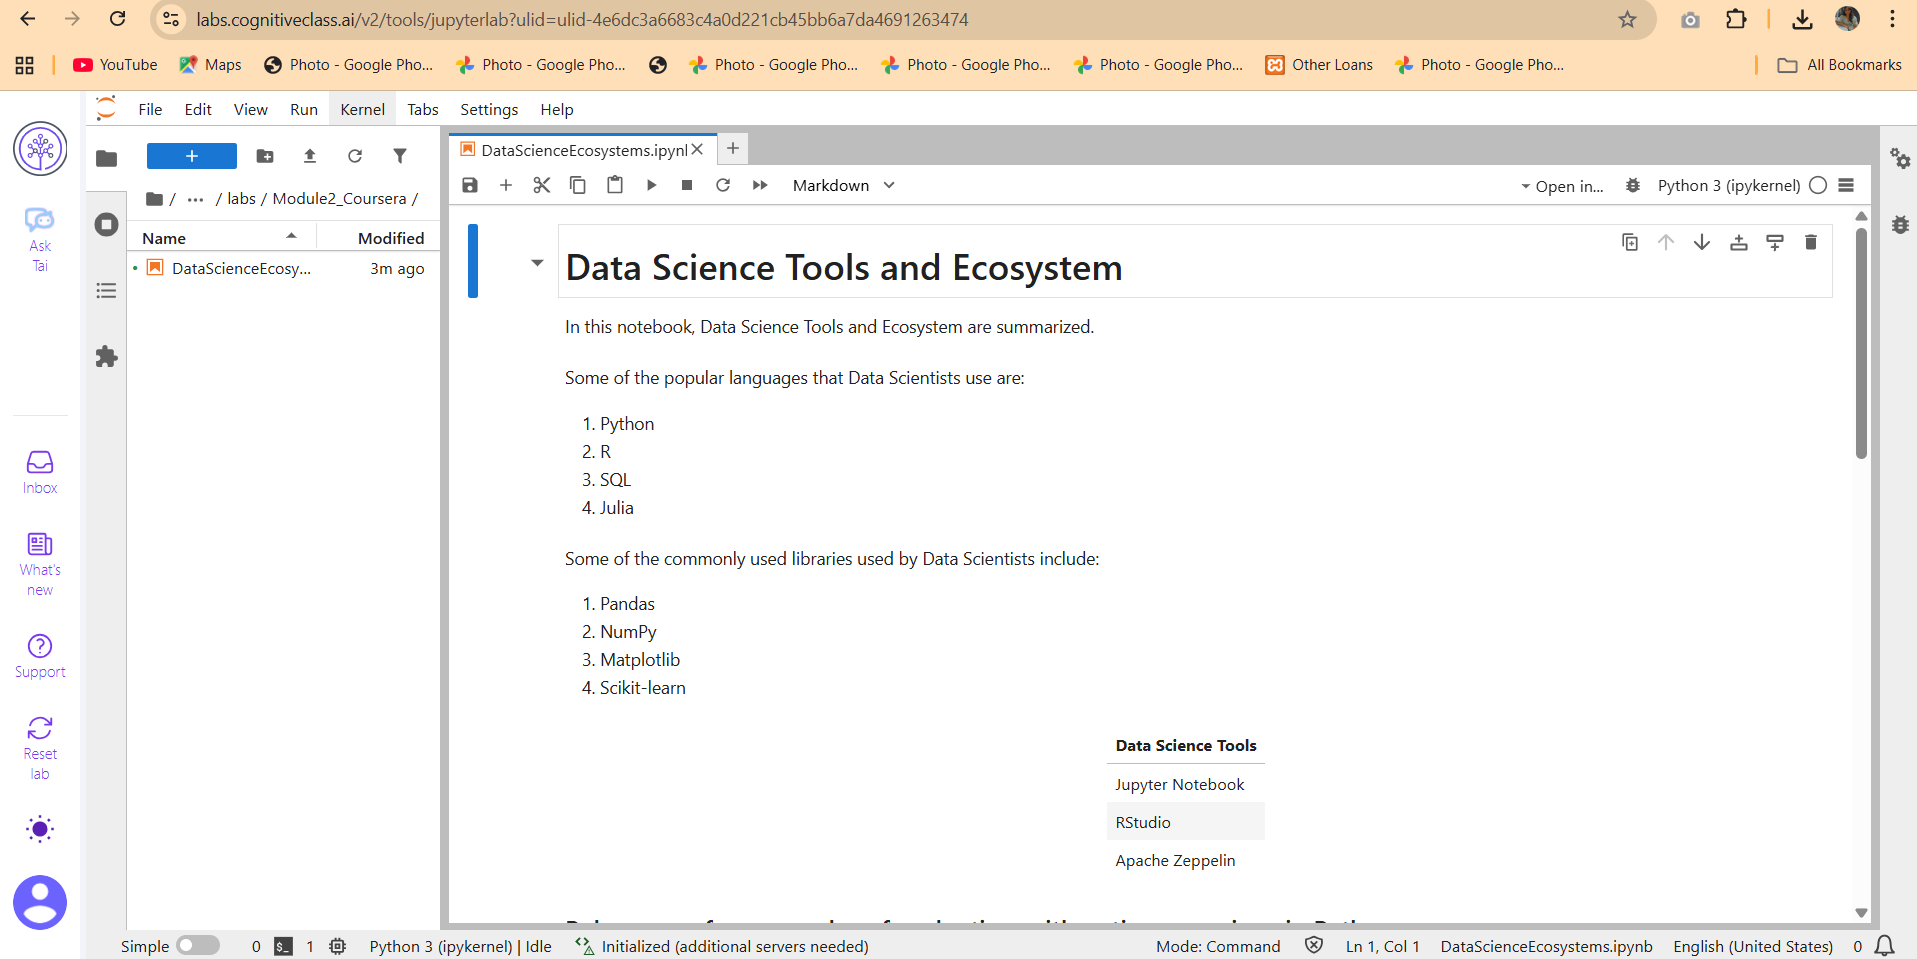 labs.cognitiveclass.ai/v2/tools/jupyterlab?ulid=ulid-4e6dc3a6683c4a0d221cb45bb6a7da4691263474
YouTube Maps Photo - Google Pho... Photo - Google Pho... Photo - Google Pho... Photo - Google Pho... Photo - Google Pho... Other Loans Photo - Google Pho... All Bookmarks
File Edit View Run Kernel Tabs Settings Help
Ask
Tai
Inbox
What's
new
Support
Reset
lab
/ ... / labs / Module2_Coursera /
Name Modified
DataScienceEcosy... 3m ago
DataScienceEcosystems.ipynl
Markdown Open in... Python 3 (ipykernel)
Data Science Tools and Ecosystem
In this notebook, Data Science Tools and Ecosystem are summarized.
Some of the popular languages that Data Scientists use are:
1. Python
2. R
3. SQL
4. Julia
Some of the commonly used libraries used by Data Scientists include:
1. Pandas
2. NumPy
3. Matplotlib
4. Scikit-learn
Data Science Tools
Jupyter Notebook
RStudio
Apache Zeppelin
Simple 0 $_ 1 Python 3 (ipykernel) | Idle Initialized (additional servers needed) Mode: Command Ln 1, Col 1 DataScienceEcosystems.ipynb English (United States) 0